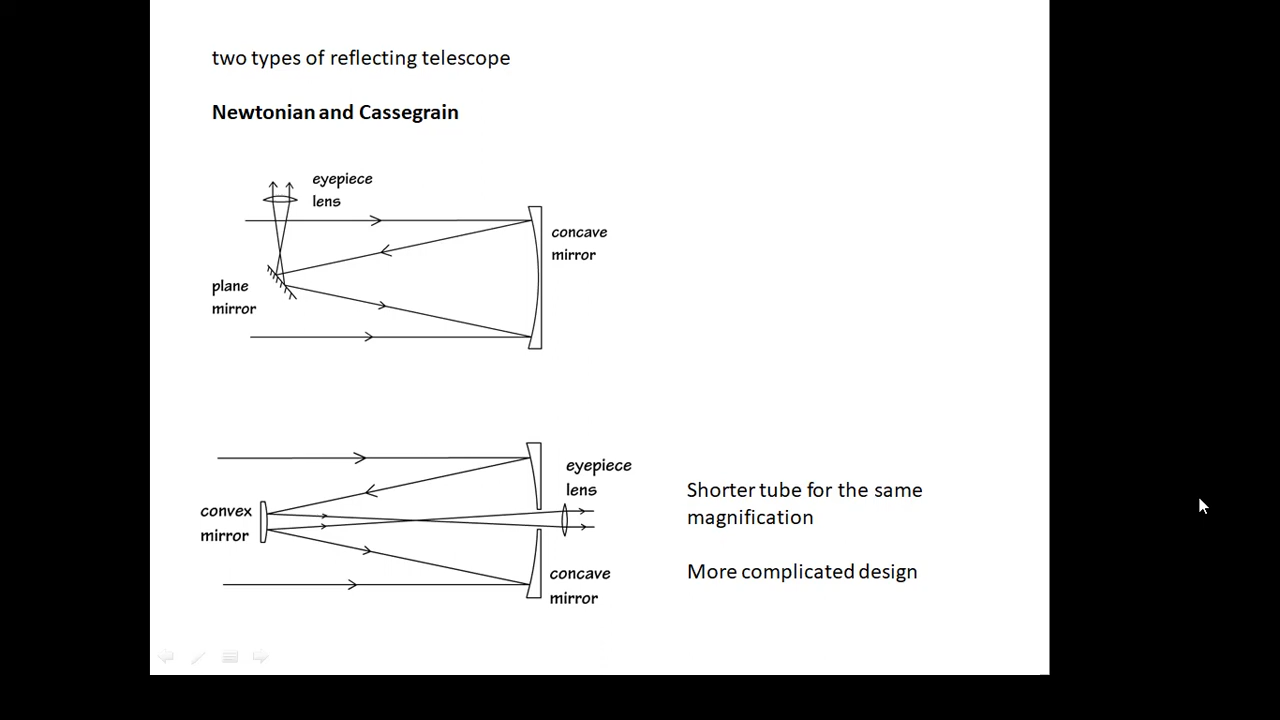 two types of reflecting telescope
Newtonian and Cassegrain
eyepiece
lens
concave
mirror
plane
mirror
eyepiece
lens
convex
mirror
concave
mirror
Shorter tube for the same
magnification
More complicated design